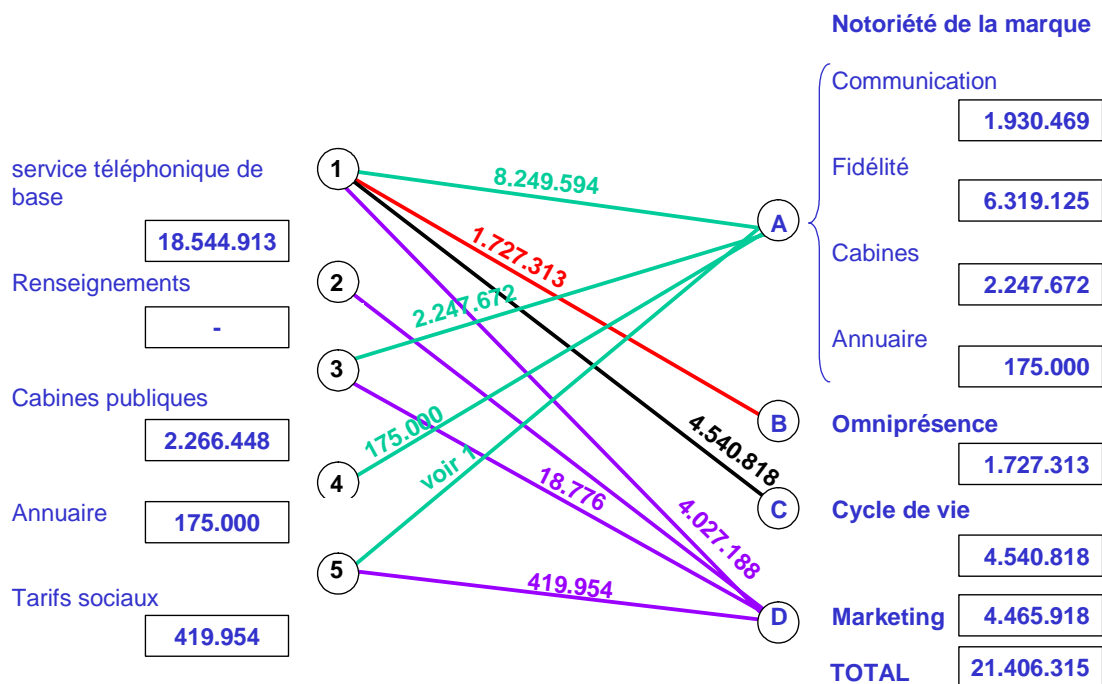 Notoriété de la marque
Communication
1.930.469
Fidélité
6.319.125
Cabines
2.247.672
Annuaire
175.000
Omniprésence
1.727.313
Cycle de vie
4.540.818
Marketing
4.465.918
TOTAL
21.406.315
service téléphonique de
base
18.544.913
Renseignements
-
Cabines publiques
2.266.448
Annuaire
175.000
Tarifs sociaux
419.954
1
2
3
4
5
8.249.594
1.727.313
2.247.672
4.540.818
175.000
voir 1
18.776
4.027.188
419.954
A
B
C
D